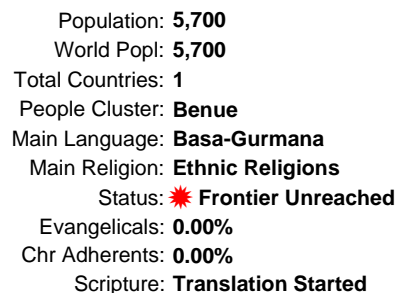 Population: 5,700
World Popl: 5,700
Total Countries: 1
People Cluster: Benue
Main Language: Basa-Gurmana
Main Religion: Ethnic Religions
Status: Frontier Unreached
Evangelicals: 0.00%
Chr Adherents: 0.00%
Scripture: Translation Started